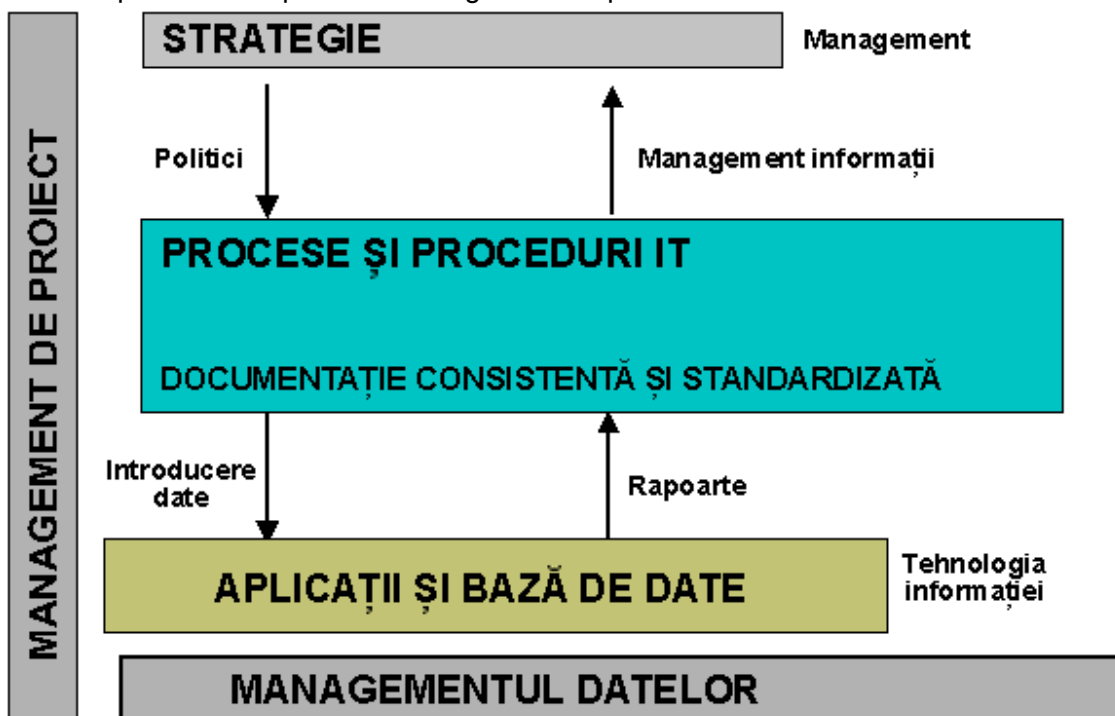 STRATEGIE
Management
Politici
Management informații
PROCESE ȘI PROCEDURI IT
DOCUMENTAȚIE CONSISTENTĂ ȘI STANDARDIZATĂ
Introducere
date
Rapoarte
APLICAȚII ȘI BAZĂ DE DATE
Tehnologia
informației
MANAGEMENT DE PROIECT
MANAGEMENTUL DATELOR